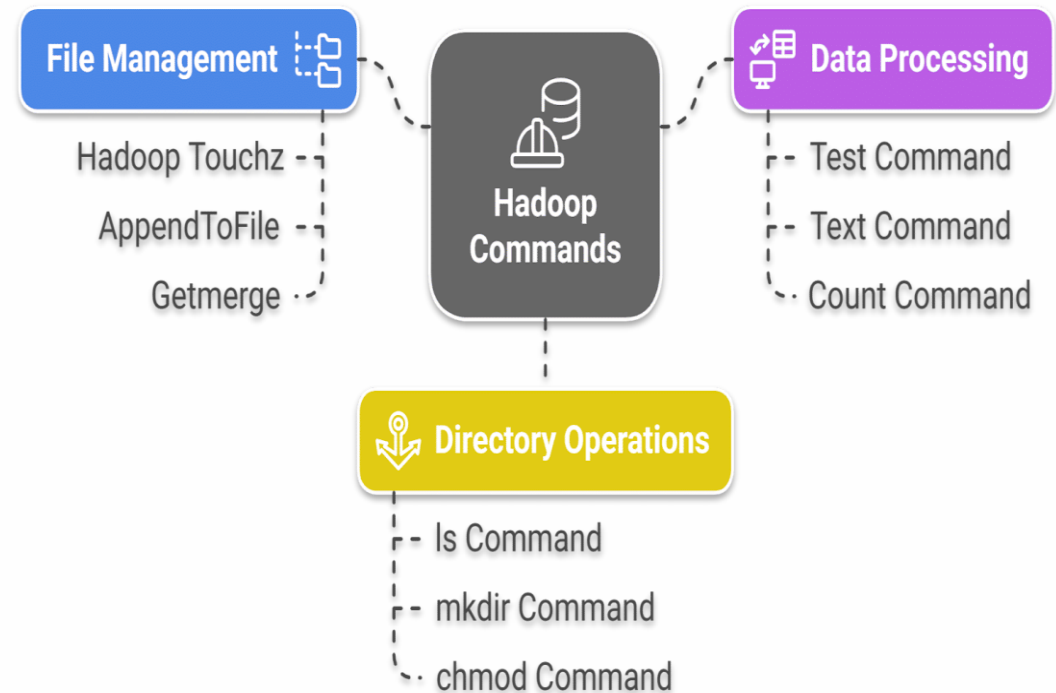 File Management
Hadoop Touchz
AppendToFile
Getmerge
Hadoop
Commands
Data Processing
Test Command
Text Command
Count Command
Directory Operations
ls Command
mkdir Command
chmod Command